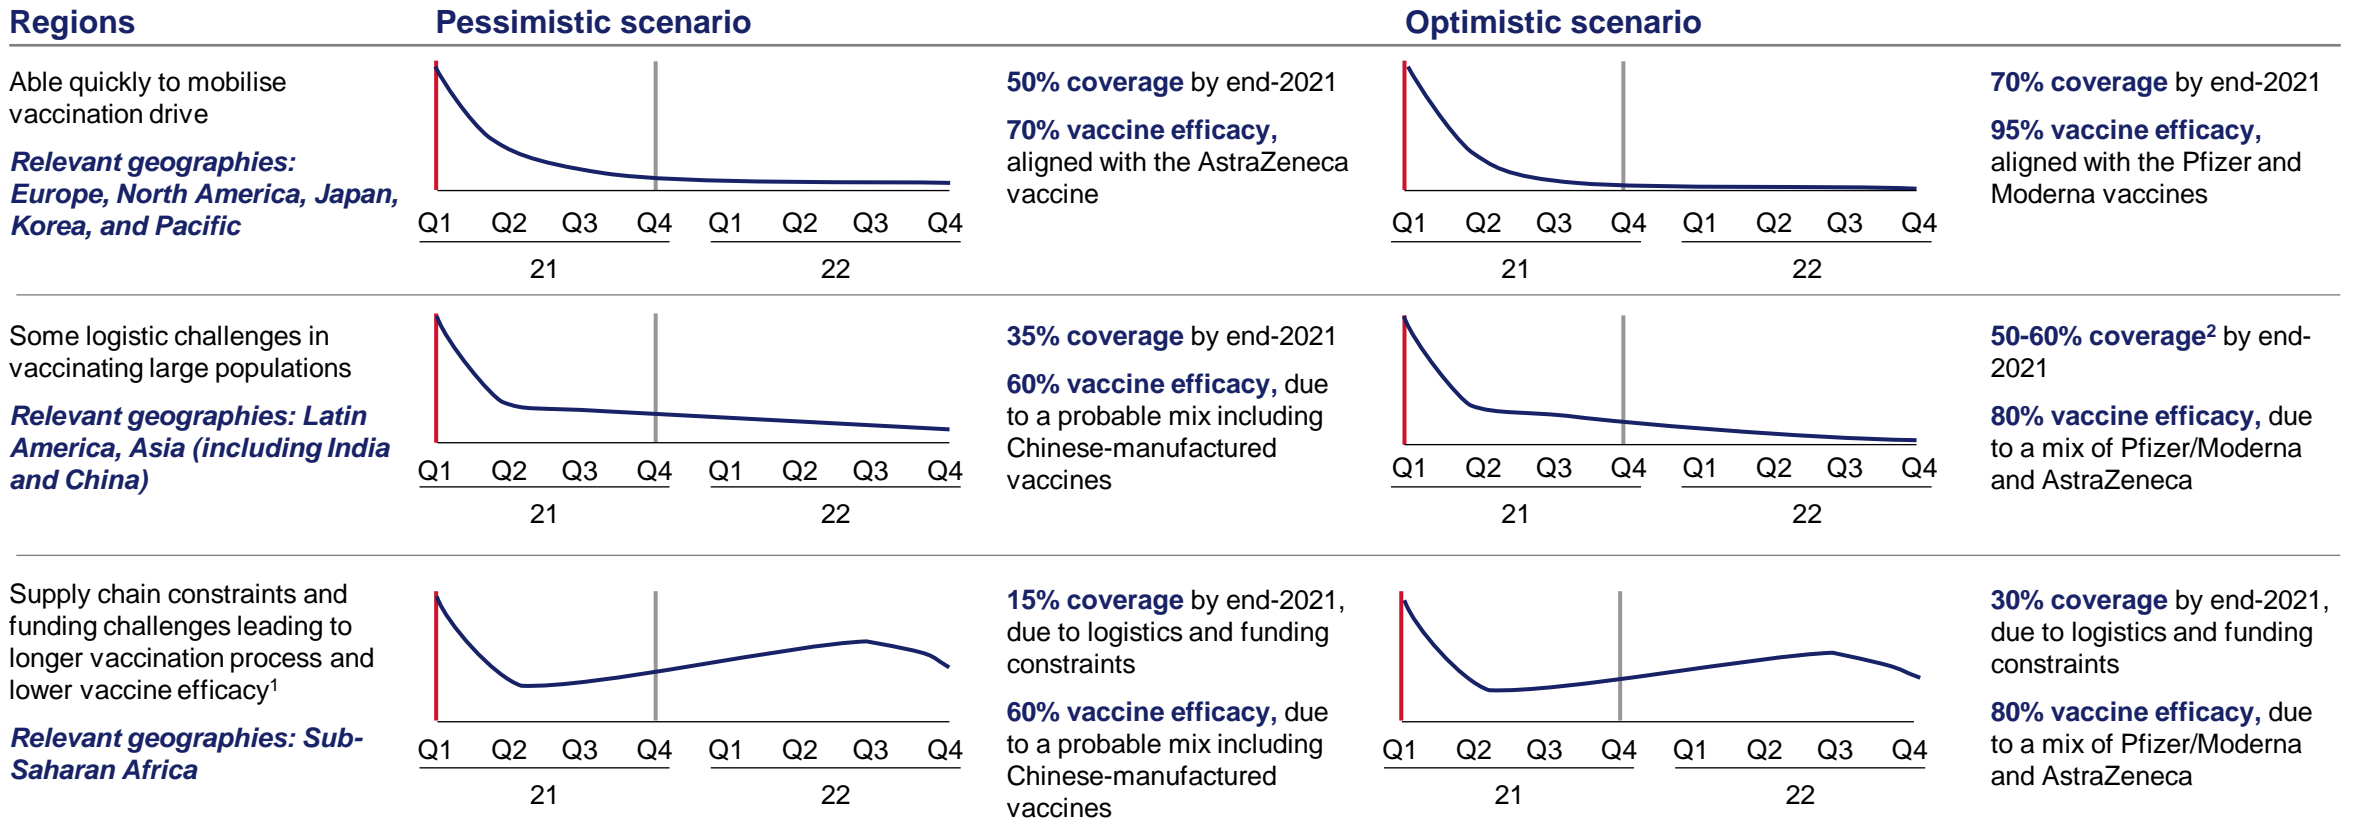 Regions
Pessimistic scenario
Optimistic scenario
Able quickly to mobilise
vaccination drive
Relevant geographies:
Europe, North America, Japan,
Korea, and Pacific
Q1 Q2 Q3 Q4 Q1 Q2 Q3 Q4
21 22
50% coverage by end-2021
70% vaccine efficacy,
aligned with the AstraZeneca
vaccine
Q1 Q2 Q3 Q4 Q1 Q2 Q3 Q4
21 22
70% coverage by end-2021
95% vaccine efficacy,
aligned with the Pfizer and
Moderna vaccines
Some logistic challenges in
vaccinating large populations
Relevant geographies: Latin
America, Asia (including India
and China)
Q1 Q2 Q3 Q4 Q1 Q2 Q3 Q4
21 22
35% coverage by end-2021
60% vaccine efficacy, due
to a probable mix including
Chinese-manufactured
vaccines
Q1 Q2 Q3 Q4 Q1 Q2 Q3 Q4
21 22
50-60% coverage² by end-
2021
80% vaccine efficacy, due
to a mix of Pfizer/Moderna
and AstraZeneca
Supply chain constraints and
funding challenges leading to
longer vaccination process and
lower vaccine efficacy¹
Relevant geographies: Sub-
Saharan Africa
Q1 Q2 Q3 Q4 Q1 Q2 Q3 Q4
21 22
15% coverage by end-2021,
due to logistics and funding
constraints
60% vaccine efficacy, due
to a probable mix including
Chinese-manufactured
vaccines
Q1 Q2 Q3 Q4 Q1 Q2 Q3 Q4
21 22
30% coverage by end-2021,
due to logistics and funding
constraints
80% vaccine efficacy, due
to a mix of Pfizer/Moderna
and AstraZeneca